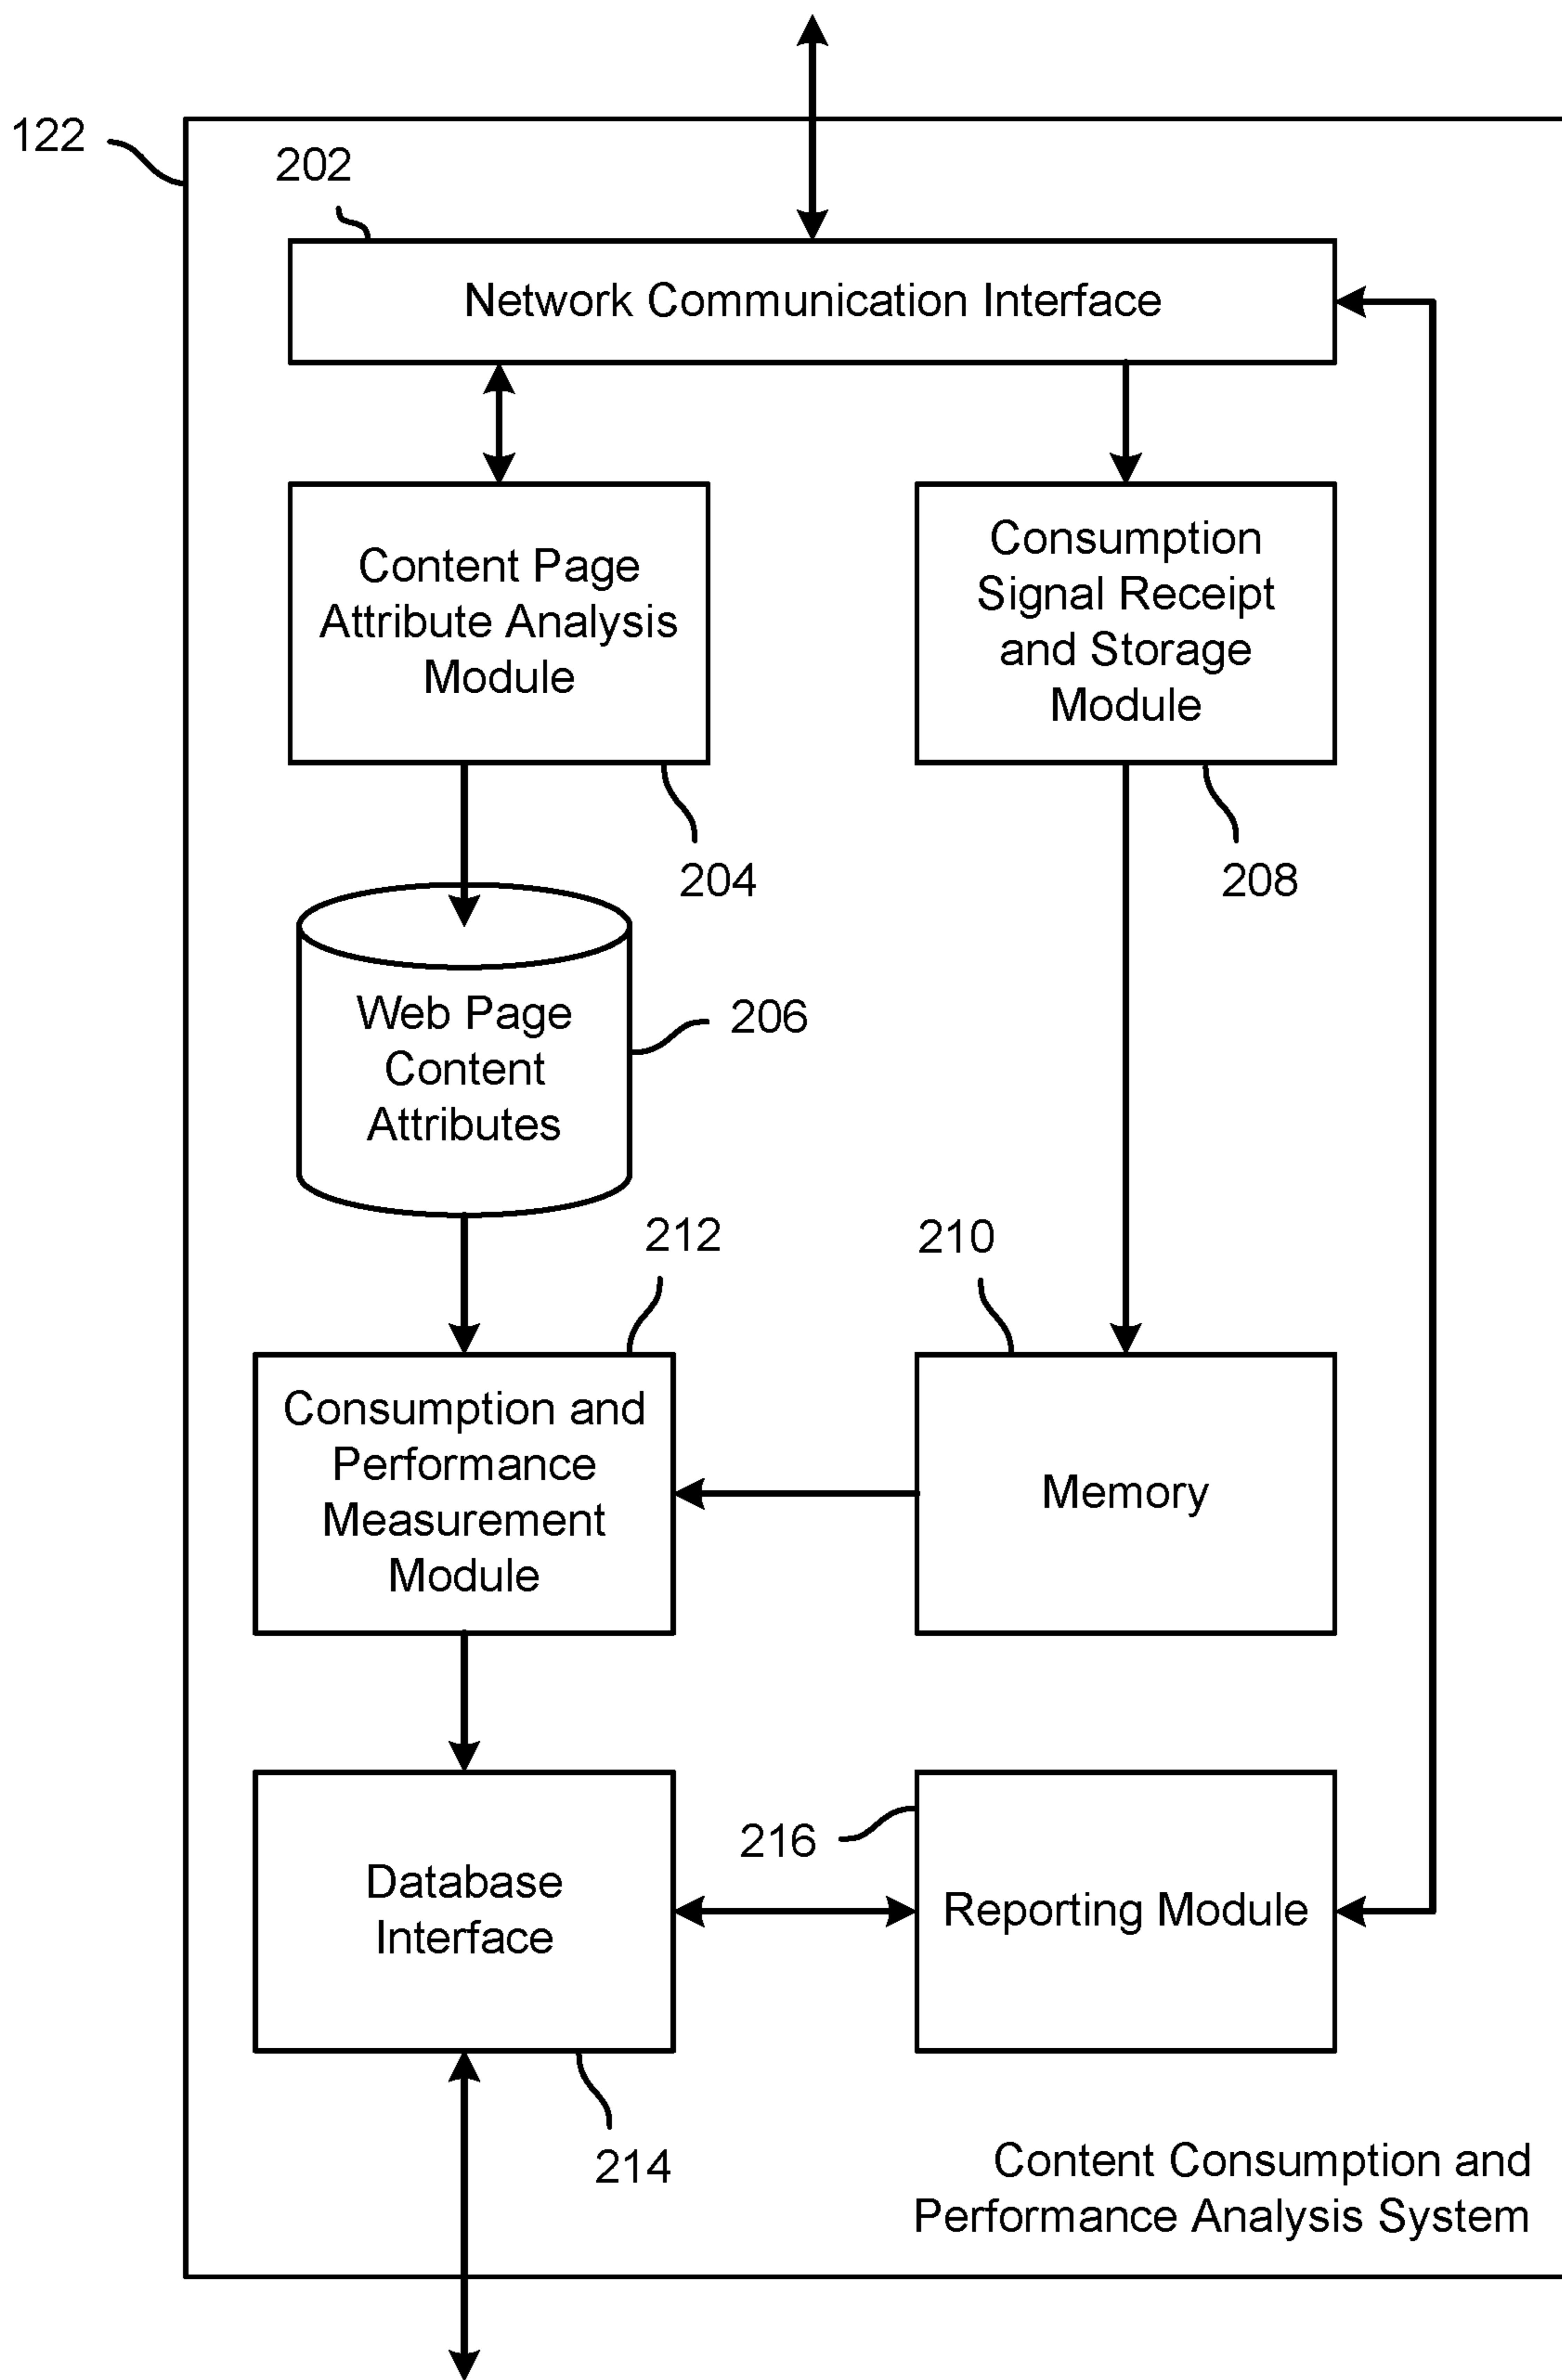 122
202
Network Communication Interface
Content Page
Attribute Analysis
Module
Consumption
Signal Receipt
and Storage
Module
204
208
Web Page
Content
Attributes
206
212
210
Consumption and
Performance
Measurement
Module
Memory
Database
Interface
216
Reporting Module
214
Content Consumption and
Performance Analysis System